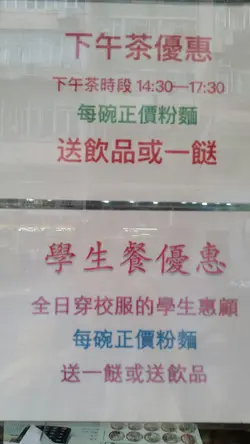 下午茶優惠
下午茶時段 14:30—17:30
每碗正價粉麵
送飲品或一餸
學生餐優惠
全日穿校服的學生惠顧
每碗正價粉麵
送一餸或送飲品